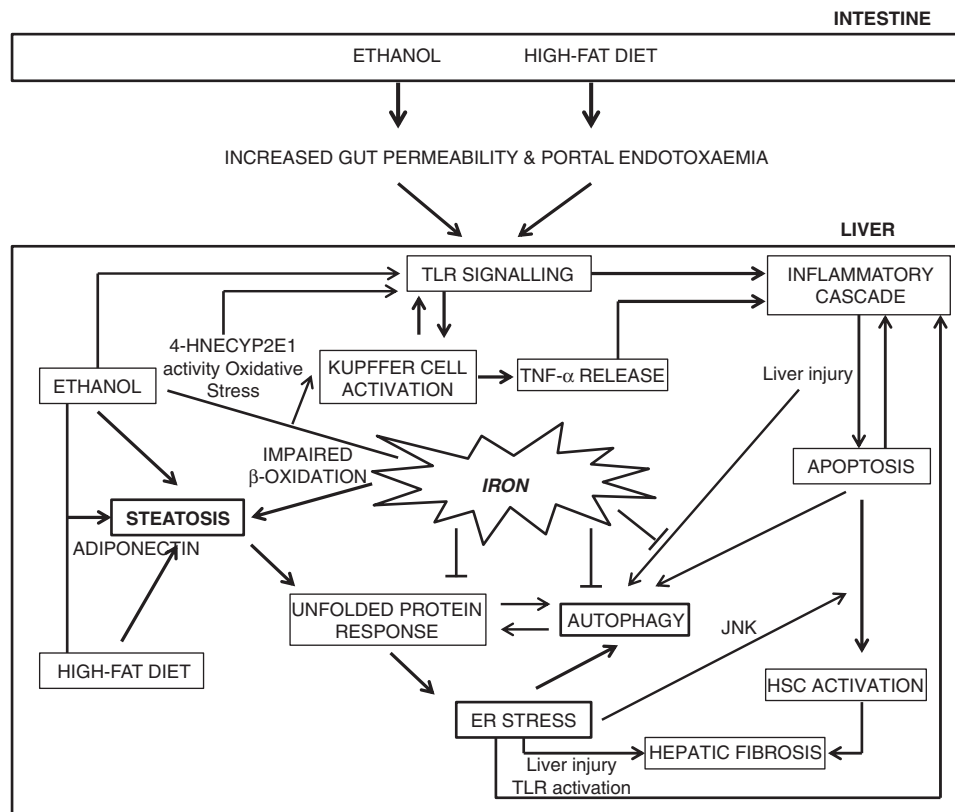 INTESTINE
ETHANOL
HIGH-FAT DIET
INCREASED GUT PERMEABILITY & PORTAL ENDOTOXAEMIA
LIVER
TLR SIGNALLING
INFLAMMATORY
CASCADE
4-HNECYP2E1
activity Oxidative
Stress
ETHANOL
KUPFFER CELL
ACTIVATION
TNF-α RELEASE
Liver injury
IMPAIRED
β-OXIDATION
IRON
APOPTOSIS
STEATOSIS
ADIPONECTIN
UNFOLDED PROTEIN
RESPONSE
AUTOPHAGY
JNK
HIGH-FAT DIET
HSC ACTIVATION
ER STRESS
HEPATIC FIBROSIS
Liver injury
TLR activation